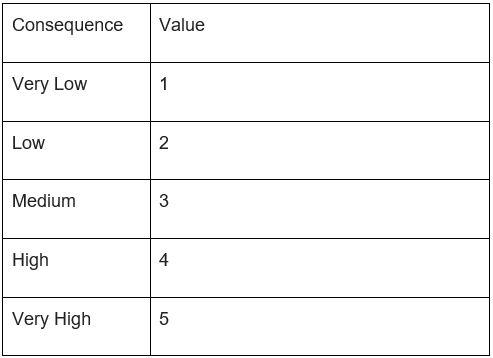 Consequence Value
Very Low 1
Low 2
Medium 3
High 4
Very High 5